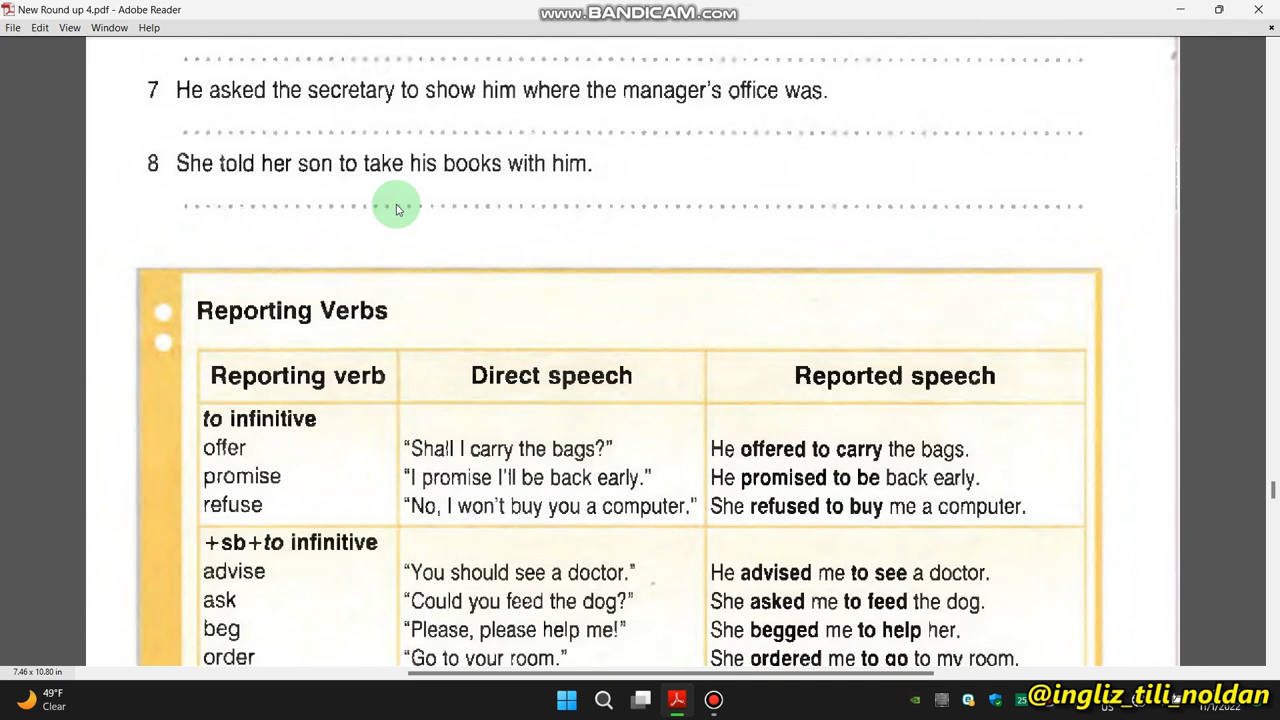 New Round up 4.pdf - Adobe Reader
www.BANDICAM.com
File Edit View Window Help
7 He asked the secretary to show him where the manager's office was.
8 She told her son to take his books with him.
Reporting Verbs
Reporting verb Direct speech Reported speech
to infinitive
offer "Shall I carry the bags?" He offered to carry the bags.
promise "I promise I'll be back early." He promised to be back early.
refuse "No, I won't buy you a computer." She refused to buy me a computer.
+sb+to infinitive
advise "You should see a doctor." He advised me to see a doctor.
ask "Could you feed the dog?" She asked me to feed the dog.
beg "Please, please help me!" She begged me to help her.
order "Go to your room." She ordered me to go to my room.
7.46 x 10.80 in
49°F
Clear
@ingliz_tili_noldan